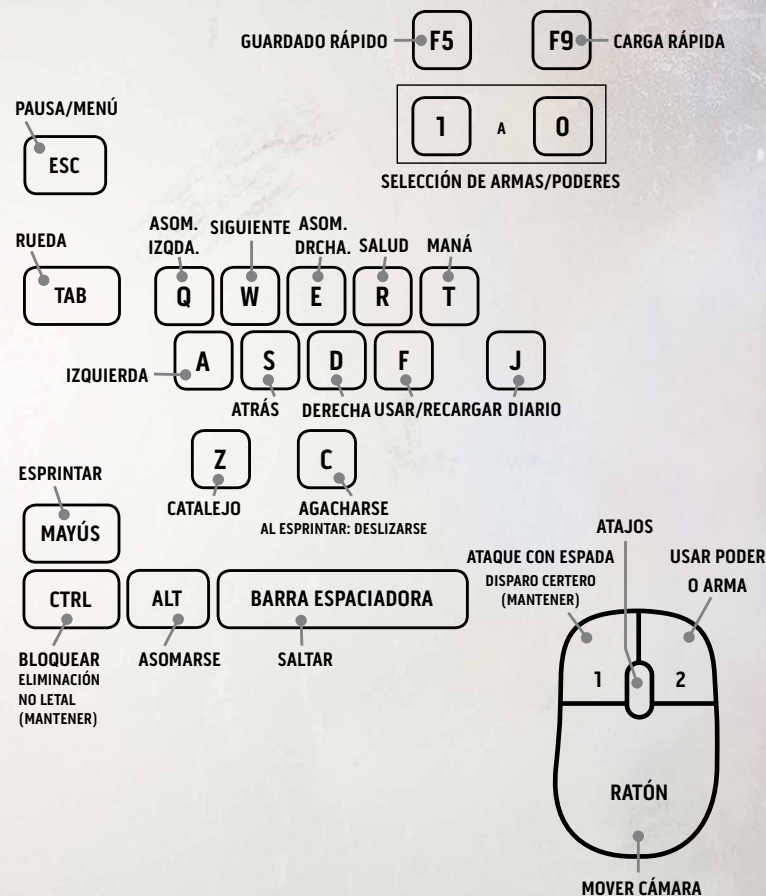 GUARDADO RÁPIDO
F5
F9
CARGA RÁPIDA
PAUSA/MENÚ
ESC
1
A
0
SELECCIÓN DE ARMAS/PODERES
RUEDA
TAB
ASOM.
IZQDA.
SIGUIENTE
ASOM.
DRCHA.
SALUD
MANÁ
Q
W
E
R
T
IZQUIERDA
A
S
D
F
J
ATRÁS
DERECHA
USAR/RECARGAR
DIARIO
Z
C
CATALEJO
AGACHARSE
AL ESPRINTAR: DESLIZARSE
ESPRINTAR
MAYÚS
CTRL
ALT
BARRA ESPACIADORA
BLOQUEAR
ELIMINACIÓN
NO LETAL
(MANTENER)
ASOMARSE
SALTAR
ATAJOS
ATAQUE CON ESPADA
DISPARO CERTERO
(MANTENER)
USAR PODER
O ARMA
1
2
RATÓN
MOVER CÁMARA